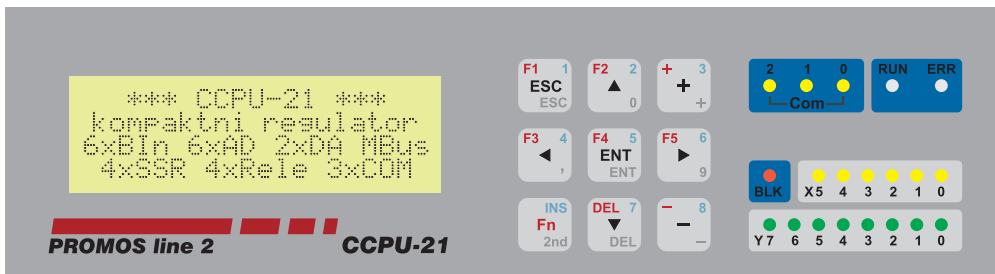 *** CCPU-21 ***
kompaktni regulator
6xBIn 6xAD 2xDA MBus
4xSSR 4xRele 3xCOM
PROMOS line 2 CCPU-21
F1 1
ESC
ESC
F2 2
▲
0
+ 3
+
+
F3 4
◄
,
F4 5
ENT
ENT
F5 6
►
9
INS
Fn
2nd
DEL 7
▼
DEL
- 8
-
-
2 1 0
Com
RUN ERR
BLK
X5 4 3 2 1 0
Y7 6 5 4 3 2 1 0